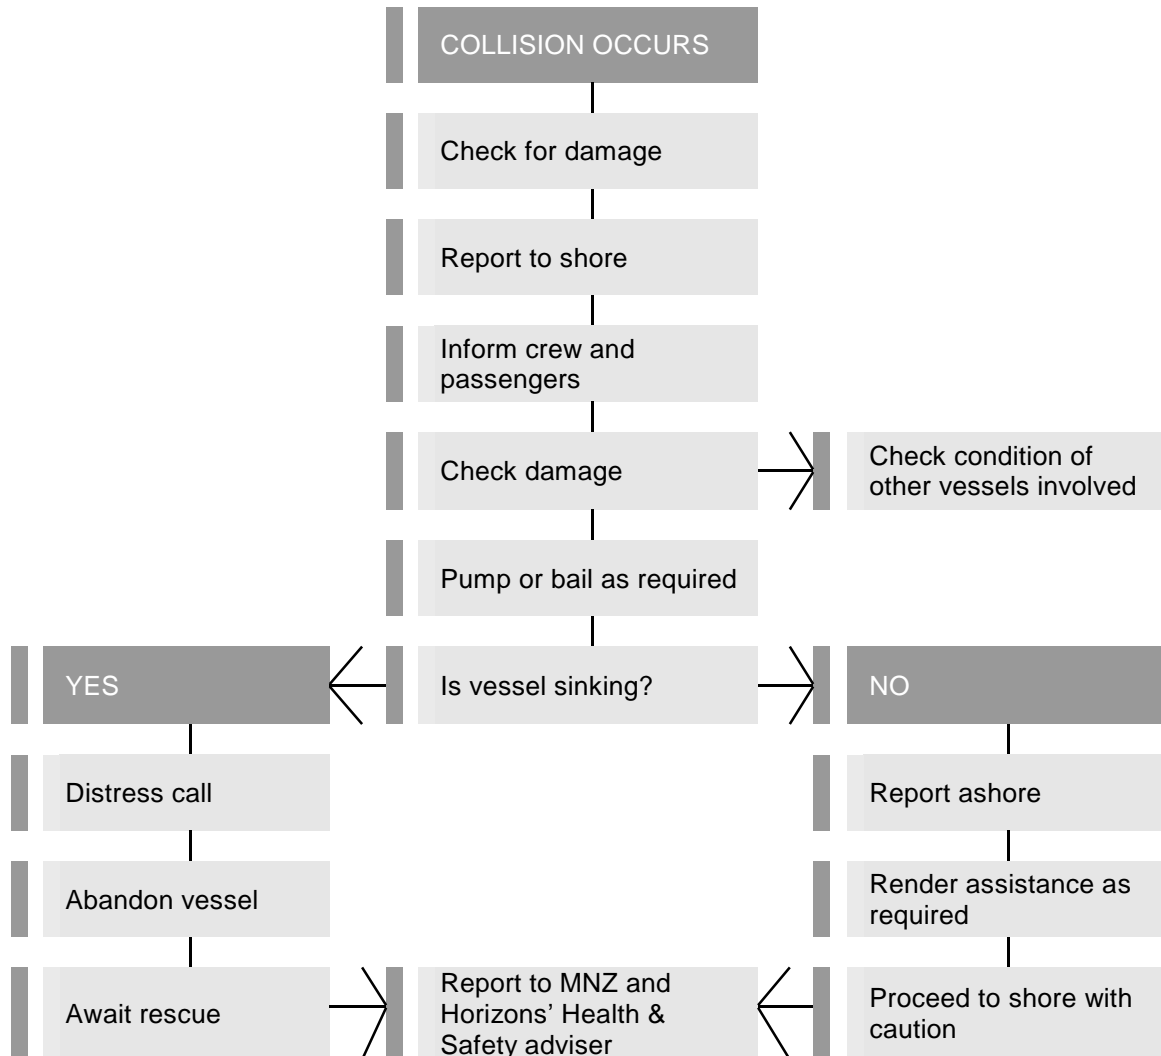 COLLISION OCCURS
Check for damage
Report to shore
Inform crew and
passengers
Check damage
Check condition of
other vessels involved
Pump or bail as required
Is vessel sinking?
YES
NO
Distress call
Report ashore
Abandon vessel
Render assistance as
required
Await rescue
Report to MNZ and
Horizons’ Health &
Safety adviser
Proceed to shore with
caution